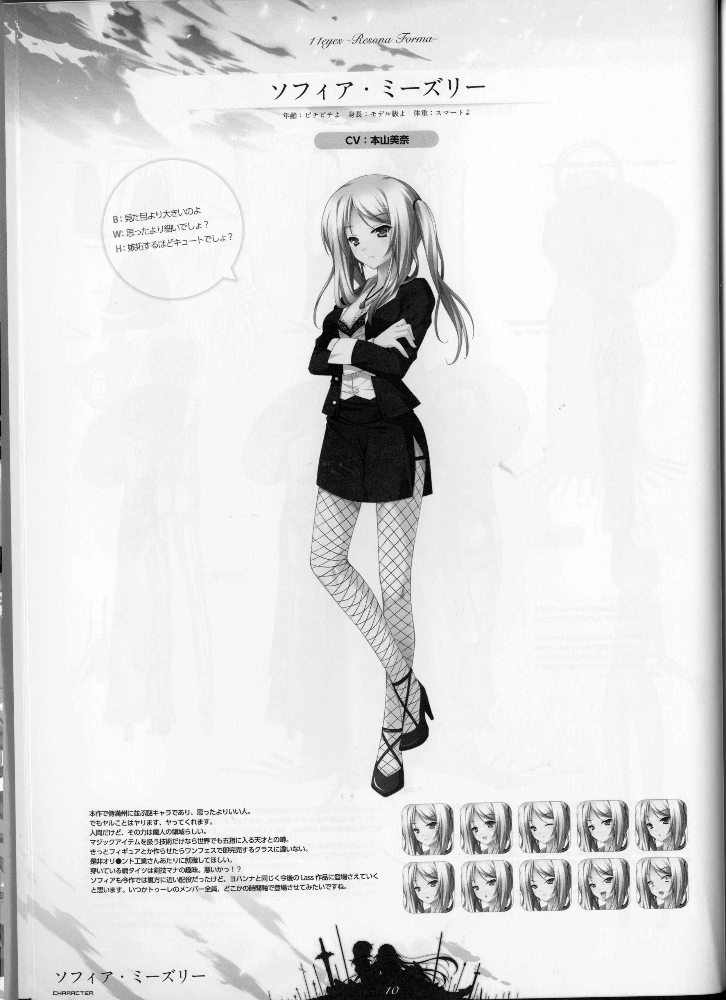 11eyes -Resona Forma-
ソフィア・ミーズリー
年齢：ピチピチよ　身長：モデル級よ　体重：スマートよ
CV：本山美奈
B：見た目より大きいのよ
W：思ったより細いでしょ？
H：嫉妬するほどキュートでしょ？
本作で傳満州に並ぶ謎キャラであり、思ったよりいい人。
でもヤルことはヤります、ヤってくれます。
人間だけど、その力は魔人の領域らしい。
マジックアイテムを扱う技術だけなら世界でも五指に入る天才との噂。
きっとフィギュアとか作らせたらワンフェスで即完売するクラスに違いない。
是非オリ●ント工業さんあたりに就職してほしい。
穿いている網タイツは剣技マナの趣味。悪いかっ！？
ソフィアも今作では裏方に近い配役だったけど、ヨハンナと同じく今後の Lass 作品に登場さえていく
と思います。いつかトゥーレのメンバー全員、どこかの時間軸で登場させてみたいですね。
ソフィア・ミーズリー
CHARACTER
10